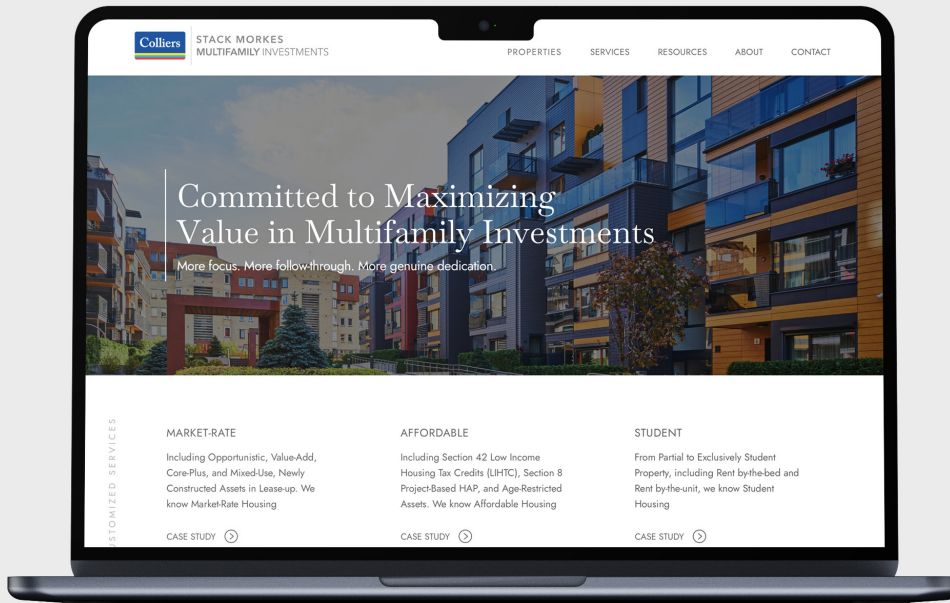 Colliers
STACK MORKES
MULTIFAMILY INVESTMENTS
PROPERTIES
SERVICES
RESOURCES
ABOUT
CONTACT
Committed to Maximizing
Value in Multifamily Investments
More focus. More follow-through. More genuine dedication.
MARKET-RATE
Including Opportunistic, Value-Add,
Core-Plus, and Mixed-Use, Newly
Constructed Assets in Lease-up. We
know Market-Rate Housing
CASE STUDY
AFFORDABLE
Including Section 42 Low Income
Housing Tax Credits (LIHTC), Section 8
Project-Based HAP, and Age-Restricted
Assets. We know Affordable Housing
CASE STUDY
STUDENT
From Partial to Exclusively Student
Property, including Rent by-the-bed and
Rent by-the-unit, we know Student
Housing
CASE STUDY
SERVICES